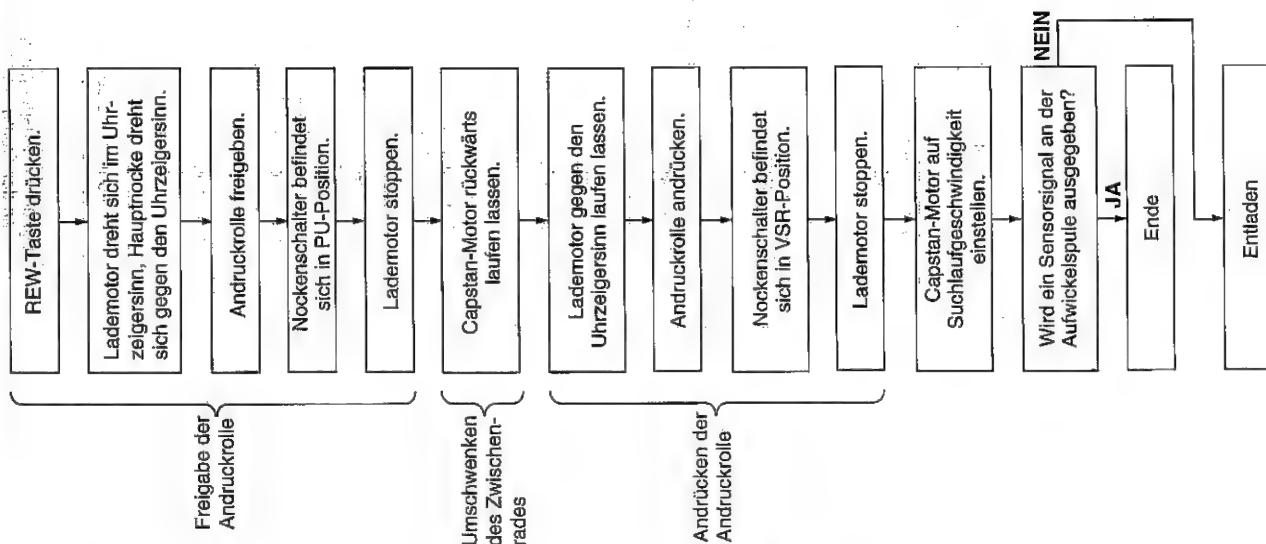 REW-Taste drücken.
Lademotor dreht sich im Uhr-
zeigersinn, Hauptnocke dreht
sich gegen den Uhrzeigersinn.
Andruckrolle freigeben.
Nockenschalter befindet
sich in PU-Position.
Lademotor stoppen.
Freigabe der
Andruckrolle
Capstan-Motor rückwärts
laufen lassen.
Umschwenken
des Zwischen-
rades
Lademotor gegen den
Uhrzeigersinn laufen lassen.
Andruckrolle andrücken.
Nockenschalter befindet
sich in VSR-Position.
Lademotor stoppen.
Andrücken der
Andruckrolle
Capstan-Motor auf
Suchlaufgeschwindigkeit
einstellen.
Wird ein Sensorsignal an der
Aufwickelspule ausgegeben?
NEIN
JA
Ende
Entladen